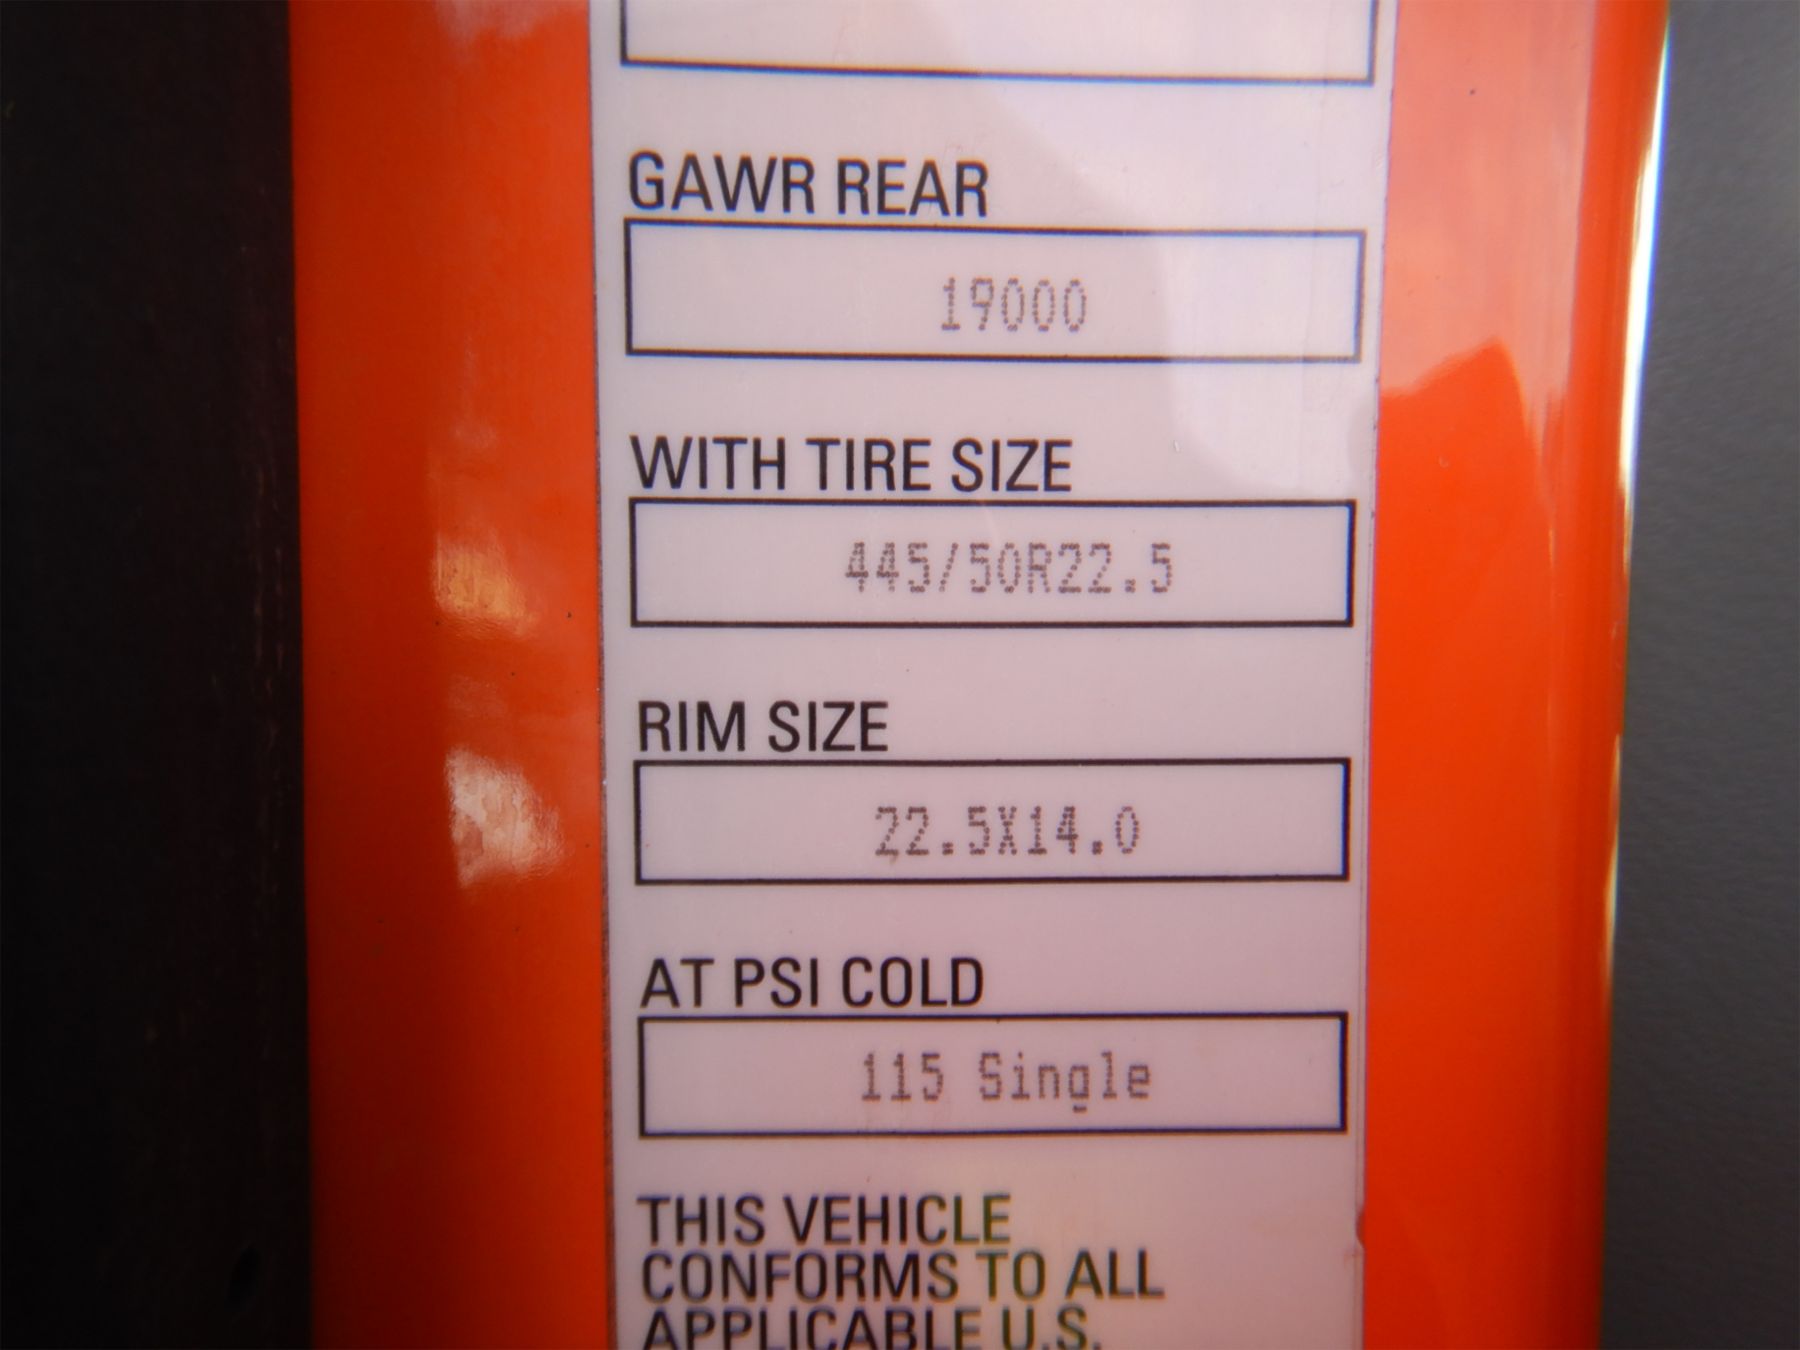 GAWR REAR
19000
WITH TIRE SIZE
445/50R22.5
RIM SIZE
22.5X14.0
AT PSI COLD
115 Single
THIS VEHICLE
CONFORMS TO ALL
APPLICABLE U.S.